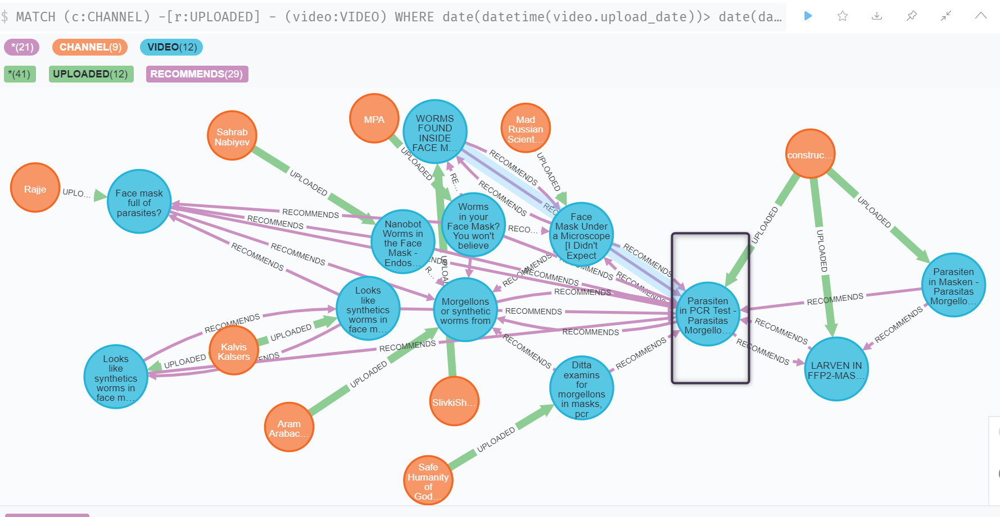 $ MATCH (c:CHANNEL) -[r:UPLOADED] - (video:VIDEO) WHERE date(datetime(video.upload_date))> date(da…
*(21) CHANNEL(9) VIDEO(12)
*(41) UPLOADED(12) RECOMMENDS(29)
MPA
WORMS
FOUND
INSIDE
FACE M…
Mad
Russian
Scient…
Sahrab
Nabiyev
construc…
Rajje
UPLO…
Face mask
full of
parasites?
UPLOADED
UPLOADED
RE…
RECOMMENDS
RECOMMENDS
REC
UPLOADED
UPLOADED
UPLOADED
UPLOADED
RECOMMENDS
RECOMMENDS
RECOMMENDS
RECOMMENDS
Nanobot
Worms in
the Face
Mask -
Endos…
Worms
in your
Face Mask?
You won't
believe
RECO…
Face
Mask Under
a Microscope
[I Didn't
Expect
RECOMMENDS
RECOMMENDS
ENDS
R…
UPLOA
RECOMMENDS
RECOMMENDS
OMMENDS
Parasiten
in PCR Test -
Parasitas
Morgello…
Parasiten
in Masken -
Parasitas
Morgello…
Looks
like
synthetics
worms in
face m…
Morgellons
or synthetic
worms from
RECOMMENDS
RECOMMENDS
RECOMMENDS
RECOMMENDS
RECOMMENDS
RECOMMENDS
RECOMMENDS
RECOMMENDS
UPLOADED
Kalvis
Kalsers
UPLOADED
ENDS
RECOMMENDS
RECOMMENDS
RECOMMENDS
Looks
like
synthetics
worms in
face m…
UPLOADED
Ditta
examins
for
morgellons
in masks,
pcr
LARVEN IN
FFP2-MAS…
SlivkiSh…
Aram
Arabac…
UPLOADED
Safe
Humanity
of
God…